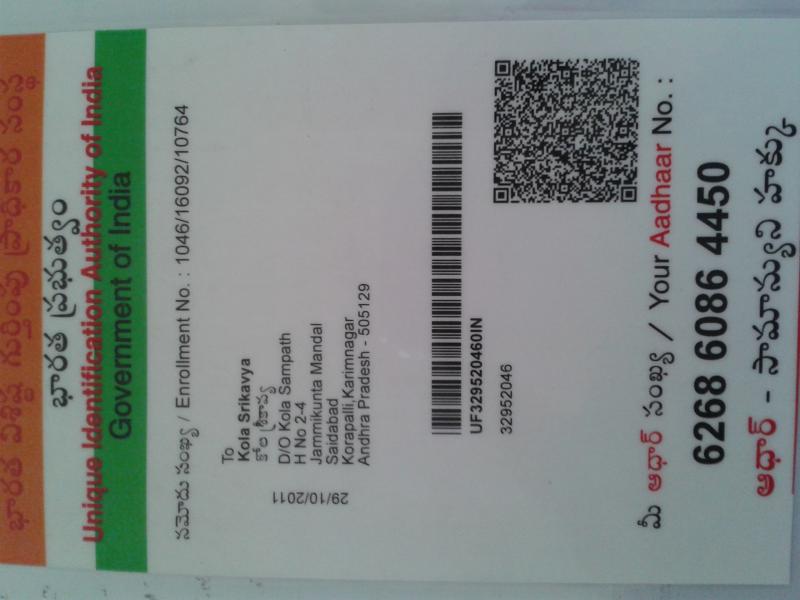 భారత విశిష్ట గుర్తింపు ప్రాధికార సంస్థ
భారత ప్రభుత్వం
Unique Identification Authority of India
Government of India
నమోదు సంఖ్య / Enrollment No. : 1046/16092/10764
To
Kola Srikavya
కోల శ్రీకావ్య
D/O Kola Sampath
H No 2-4
Jammikunta Mandal
Saidabad
Korapalli,Karimnagar
Andhra Pradesh - 505129
29/10/2011
UF329520460IN
32952046
మీ ఆధార్ సంఖ్య / Your Aadhaar No. :
6268 6086 4450
ఆధార్ - సామాన్యుని హక్కు